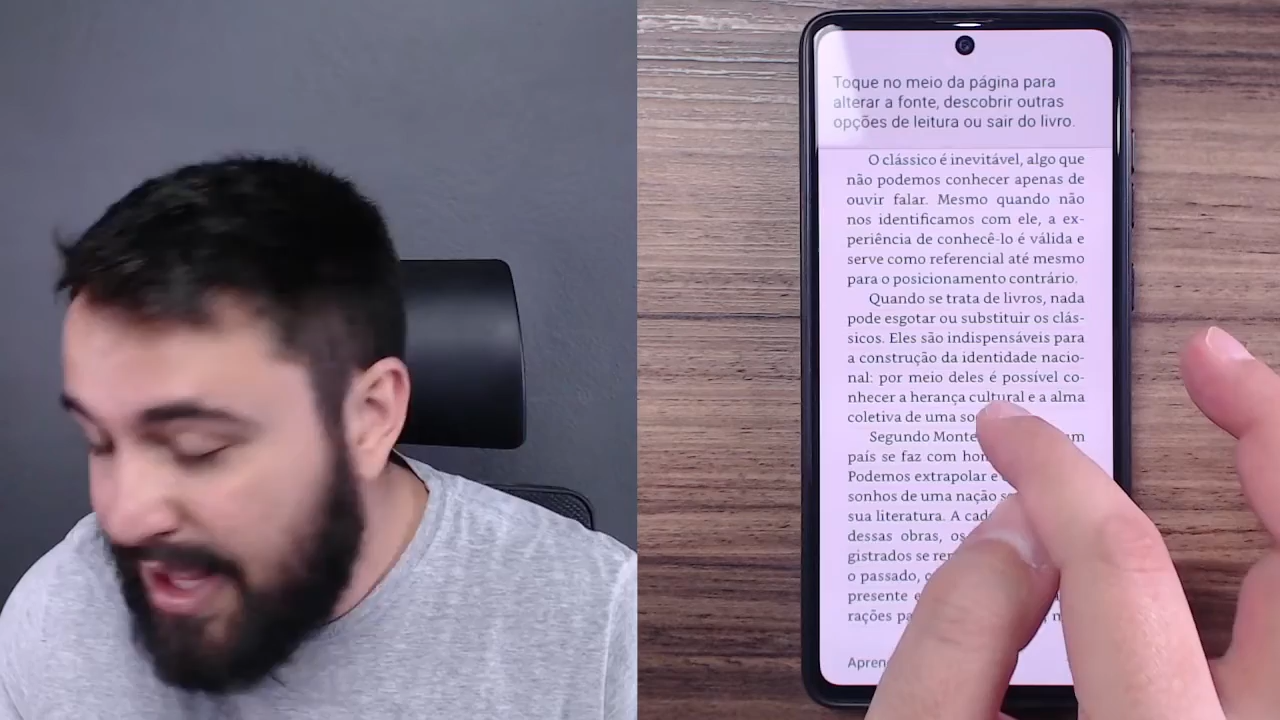 Toque no meio da página para
alterar a fonte, descobrir outras
opções de leitura ou sair do livro.
O clássico é inevitável, algo que
não podemos conhecer apenas de
ouvir falar. Mesmo quando não
nos identificamos com ele, a ex-
periência de conhecê-lo é válida e
serve como referencial até mesmo
para o posicionamento contrário.
Quando se trata de livros, nada
pode esgotar ou substituir os clás-
sicos. Eles são indispensáveis para
a construção da identidade nacio-
nal: por meio deles é possível co-
nhecer a herança cultural e a alma
coletiva de uma
Segundo
país se faz com
Podemos extrapolar e
sonhos de uma nação
sua literatura. A
dessas obras, os
gistrados se
o passado,
presente e
rações